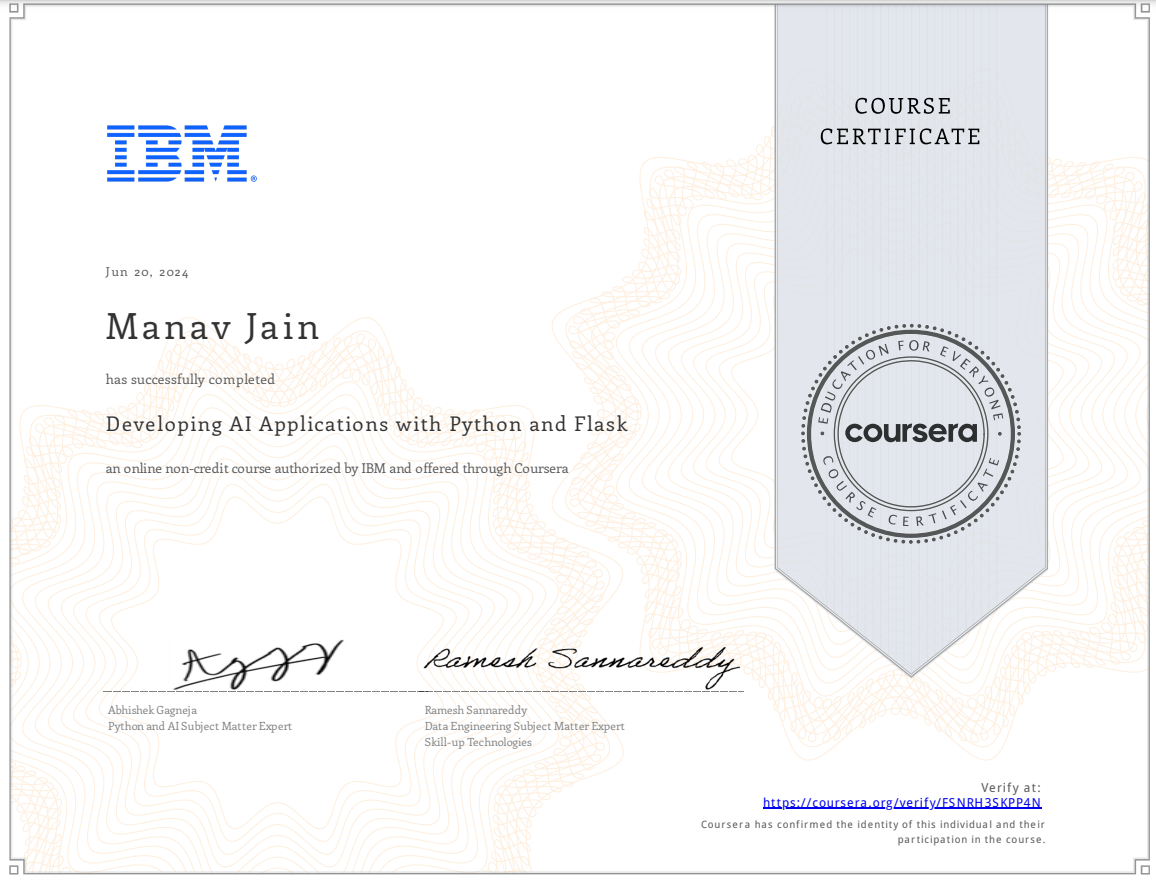 COURSE
CERTIFICATE
IBM®
Jun 20, 2024
Manav Jain
has successfully completed
Developing AI Applications with Python and Flask
an online non-credit course authorized by IBM and offered through Coursera
EDUCATION FOR EVERYONE
coursera
COURSE CERTIFICATE
Ramesh Sannareddy
Abhishek Gagneja
Python and AI Subject Matter Expert
Ramesh Sannareddy
Data Engineering Subject Matter Expert
Skill-up Technologies
Verify at:
https://coursera.org/verify/FSNRH3SKPP4N
Coursera has confirmed the identity of this individual and their
participation in the course.